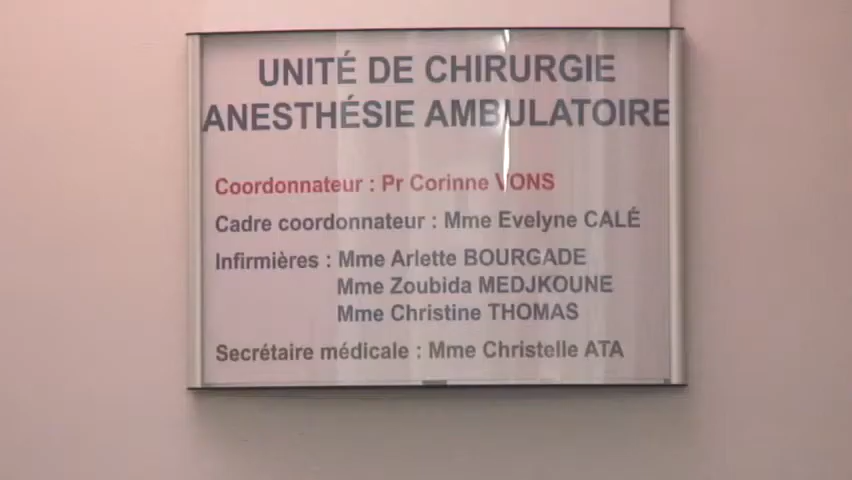 UNITÉ DE CHIRURGIE
ANESTHÉSIE AMBULATOIRE
Coordonnateur : Pr Corinne VONS
Cadre coordonnateur : Mme Evelyne CALÉ
Infirmières : Mme Arlette BOURGADE
Mme Zoubida MEDJKOUNE
Mme Christine THOMAS
Secrétaire médicale : Mme Christelle ATA